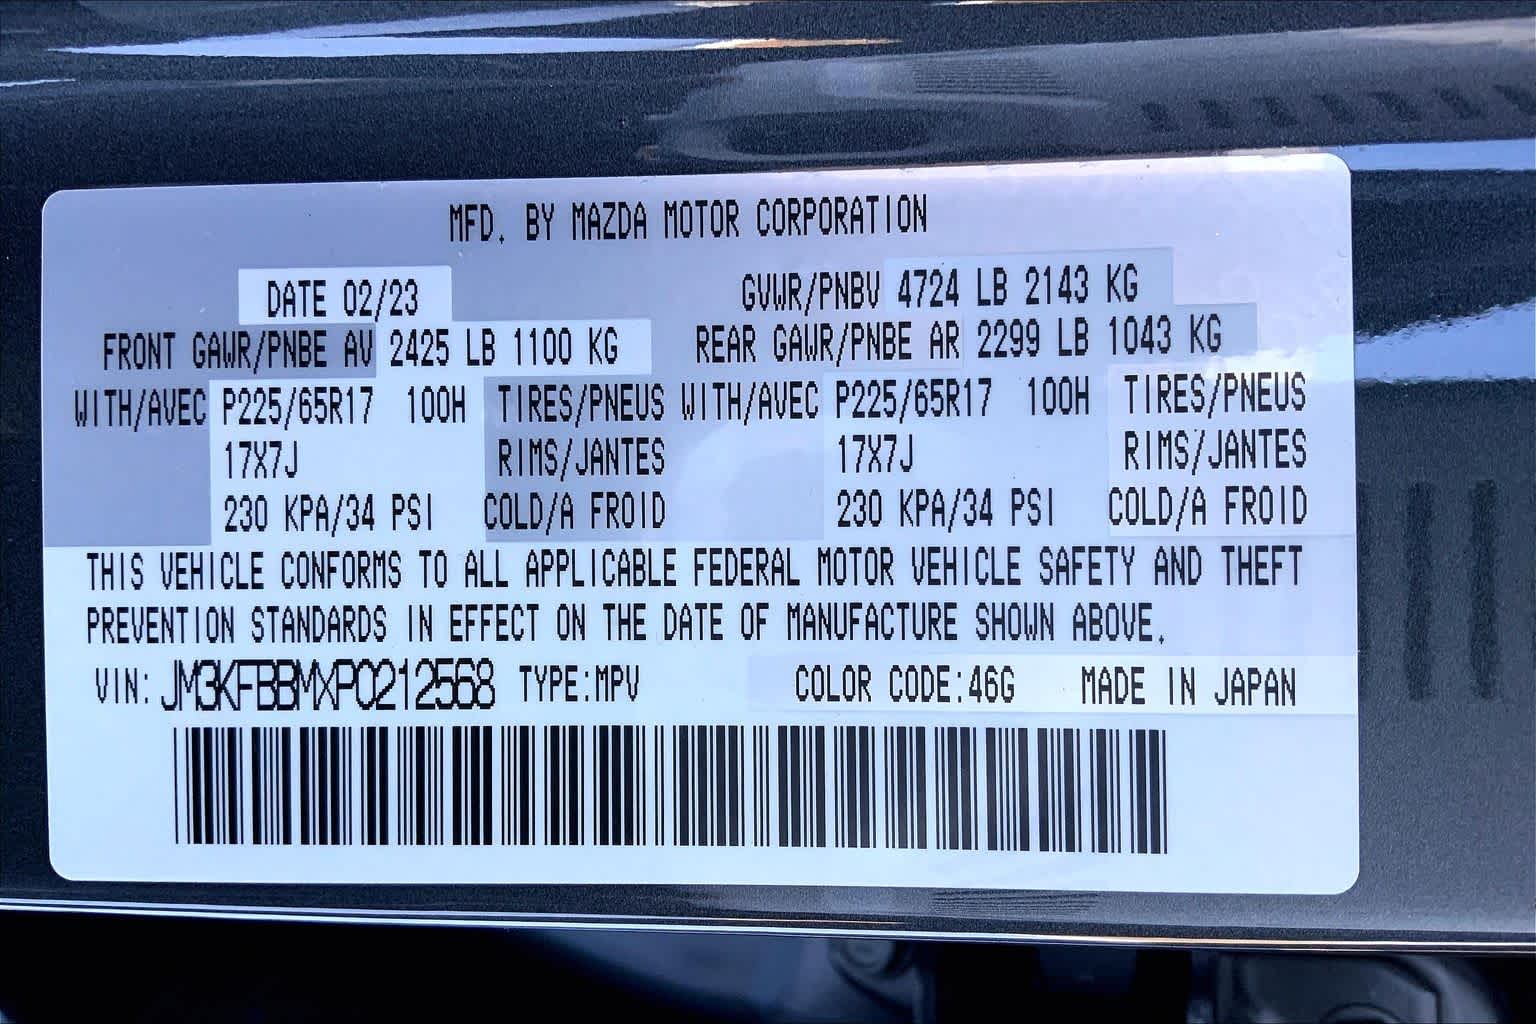 MFD. BY MAZDA MOTOR CORPORATION
DATE 02/23 GVWR/PNBV 4724 LB 2143 KG
FRONT GAWR/PNBE AV 2425 LB 1100 KG REAR GAWR/PNBE AR 2299 LB 1043 KG
WITH/AVEC P225/65R17 100H TIRES/PNEUS WITH/AVEC P225/65R17 100H TIRES/PNEUS
17X7J RIMS/JANTES 17X7J RIMS/JANTES
230 KPA/34 PSI COLD/A FROID 230 KPA/34 PSI COLD/A FROID
THIS VEHICLE CONFORMS TO ALL APPLICABLE FEDERAL MOTOR VEHICLE SAFETY AND THEFT
PREVENTION STANDARDS IN EFFECT ON THE DATE OF MANUFACTURE SHOWN ABOVE.
VIN: JM3KFBBMXP0212568 TYPE:MPV COLOR CODE:46G MADE IN JAPAN